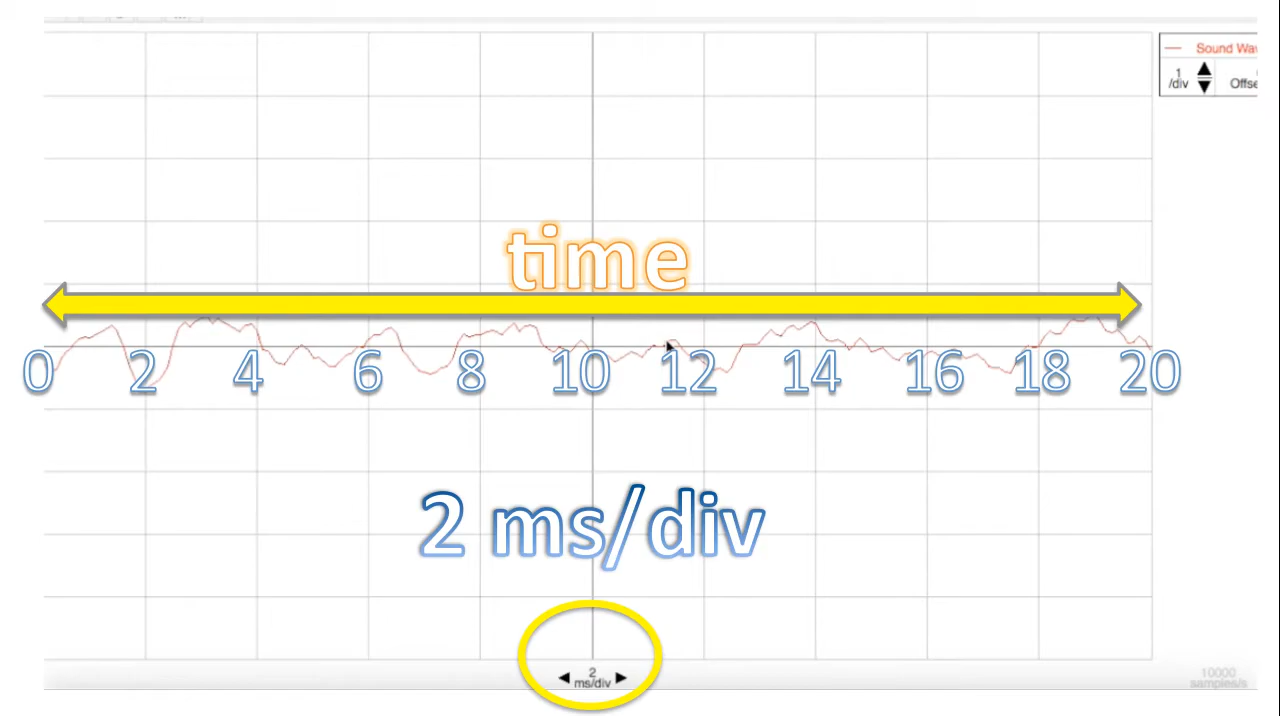 Sound Wav
1
/div
Offse
time
0 2 4 6 8 10 12 14 16 18 20
2 ms/div
2
ms/div
10000
samples/s